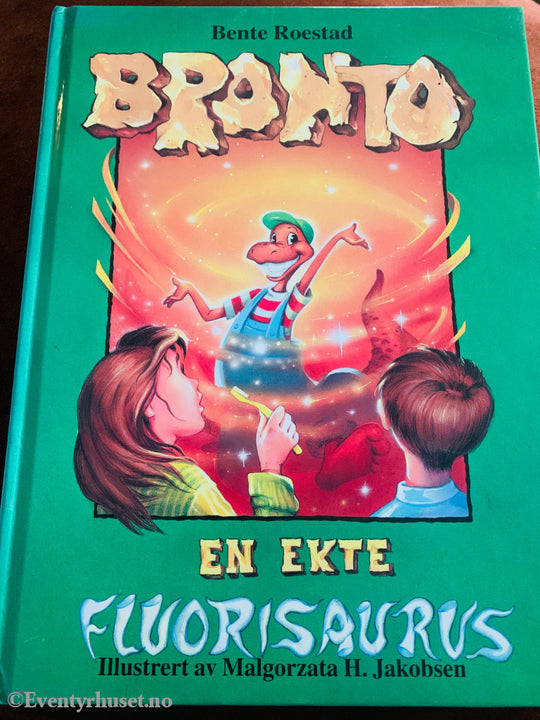 Bente Roestad
BRONTO
EN EKTE
FLUORISAURUS
Illustrert av Malgorzata H. Jakobsen
©Eventyrhuset.no